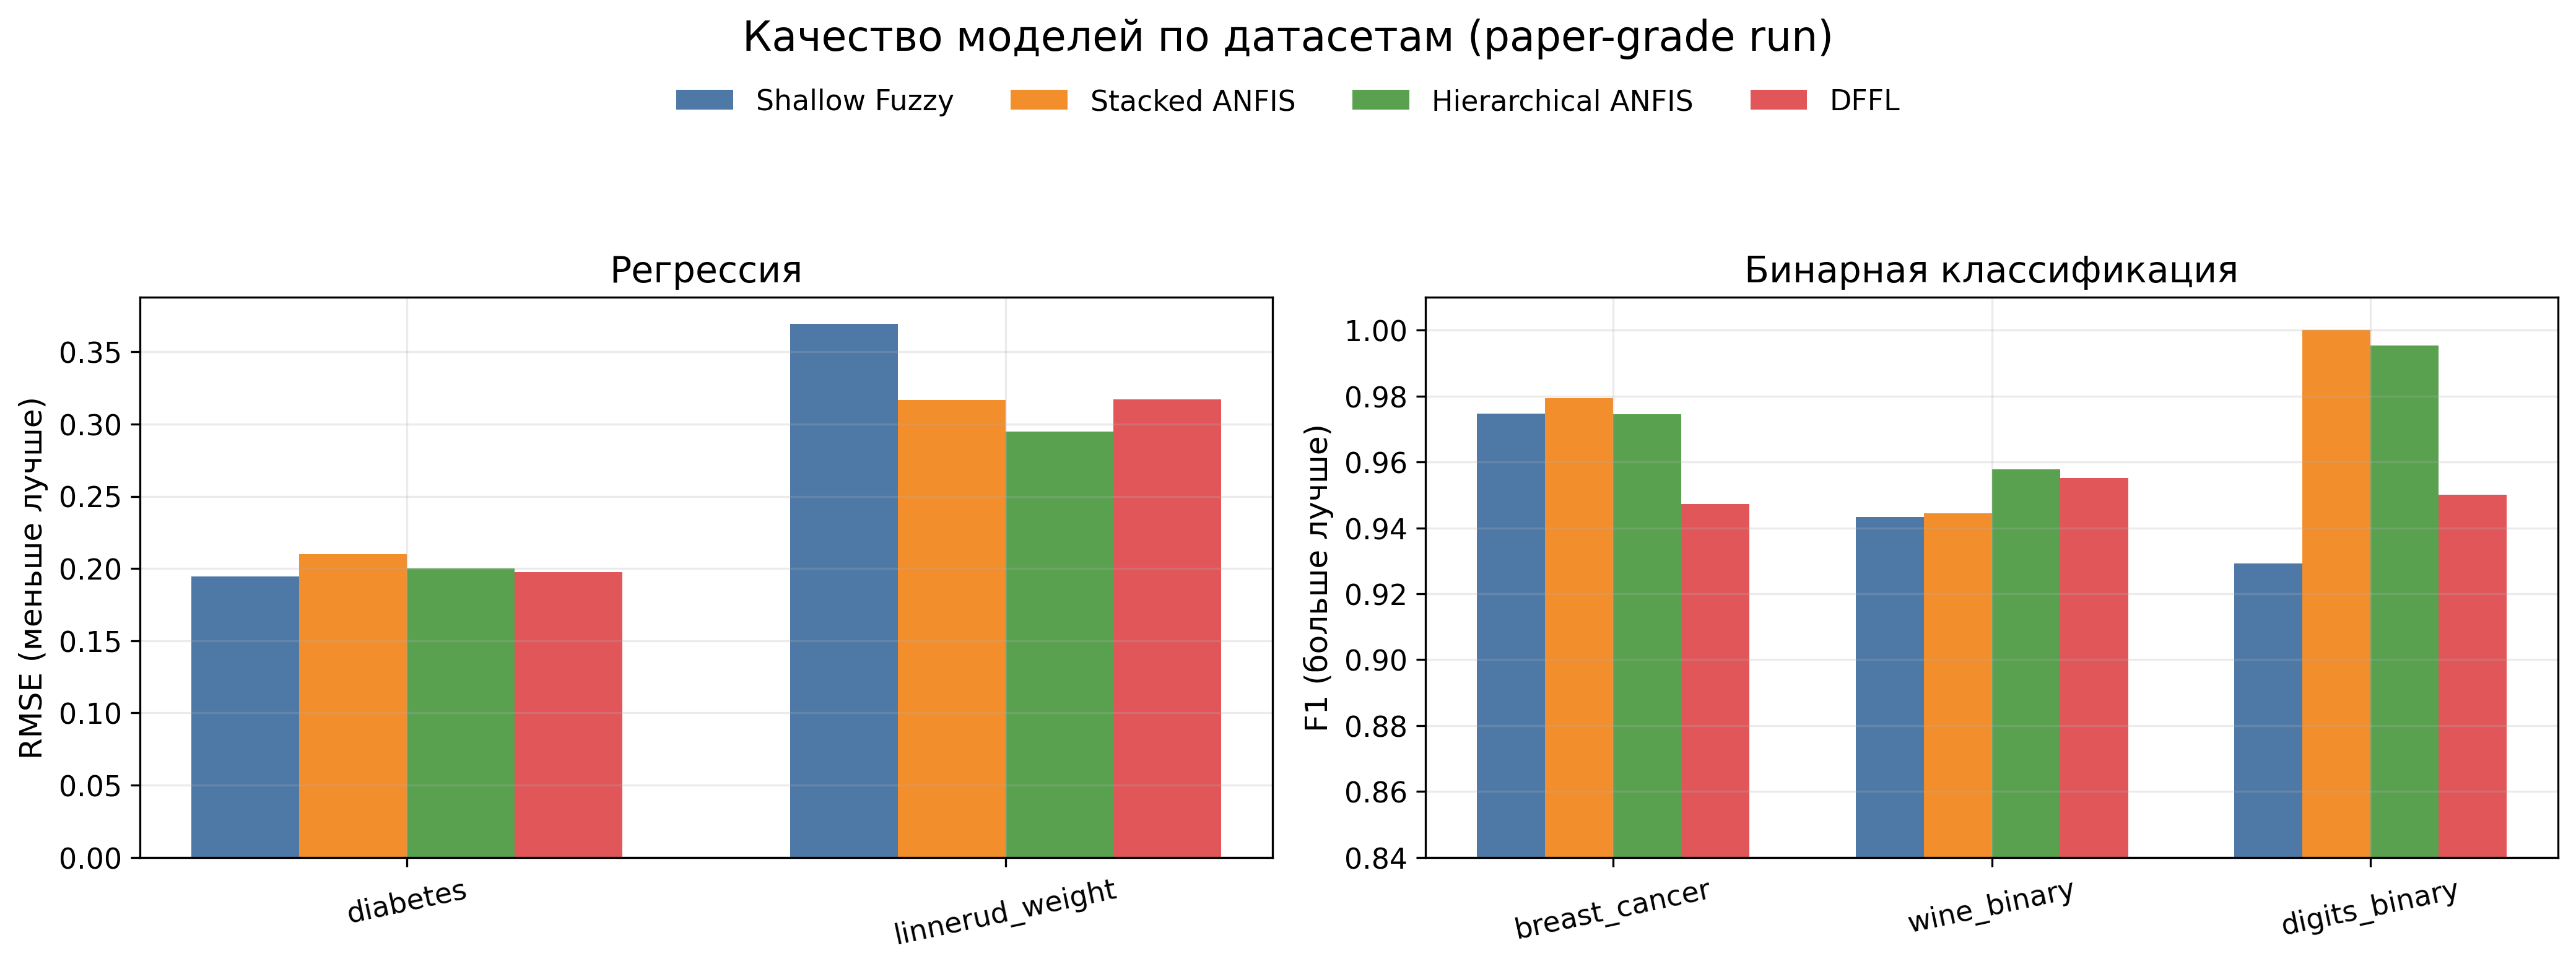 Качество моделей по датасетам (paper-grade run)
Shallow Fuzzy Stacked ANFIS Hierarchical ANFIS DFFL
Регрессия
RMSE (меньше лучше)
0.35
0.30
0.25
0.20
0.15
0.10
0.05
0.00
diabetes linnerud_weight
Бинарная классификация
F1 (больше лучше)
1.00
0.98
0.96
0.94
0.92
0.90
0.88
0.86
0.84
breast_cancer wine_binary digits_binary